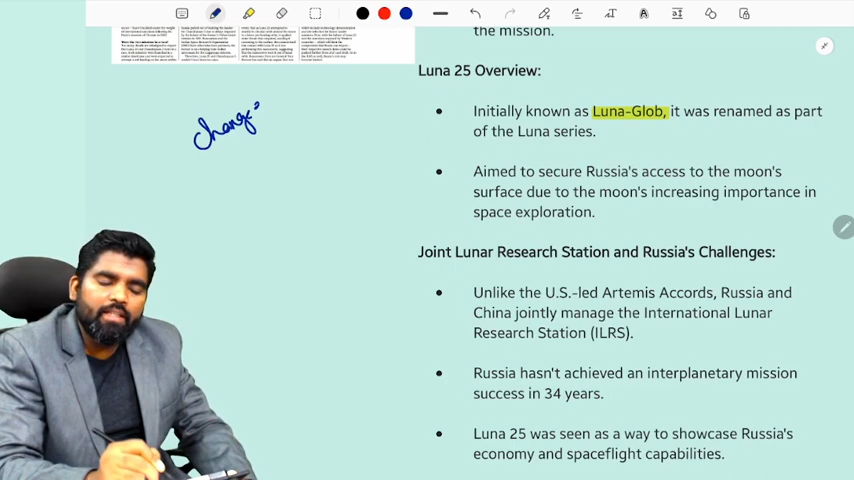 the mission.
Luna 25 Overview:
• Initially known as Luna-Glob, it was renamed as part
of the Luna series.
• Aimed to secure Russia's access to the moon's
surface due to the moon's increasing importance in
space exploration.
Joint Lunar Research Station and Russia's Challenges:
• Unlike the U.S.-led Artemis Accords, Russia and
China jointly manage the International Lunar
Research Station (ILRS).
• Russia hasn't achieved an interplanetary mission
success in 34 years.
• Luna 25 was seen as a way to showcase Russia's
economy and spaceflight capabilities.